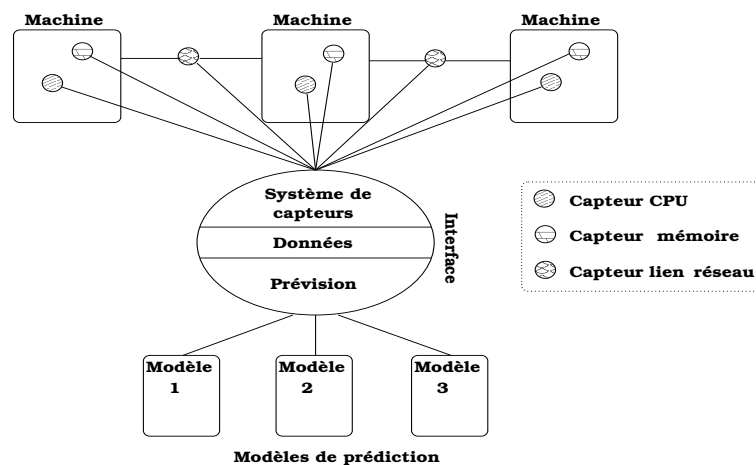 Machine
Machine
Machine
Système de
capteurs
Données
Prévision
Interface
Capteur CPU
Capteur mémoire
Capteur lien réseau
Modèle
1
Modèle
2
Modèle
3
Modèles de prédiction